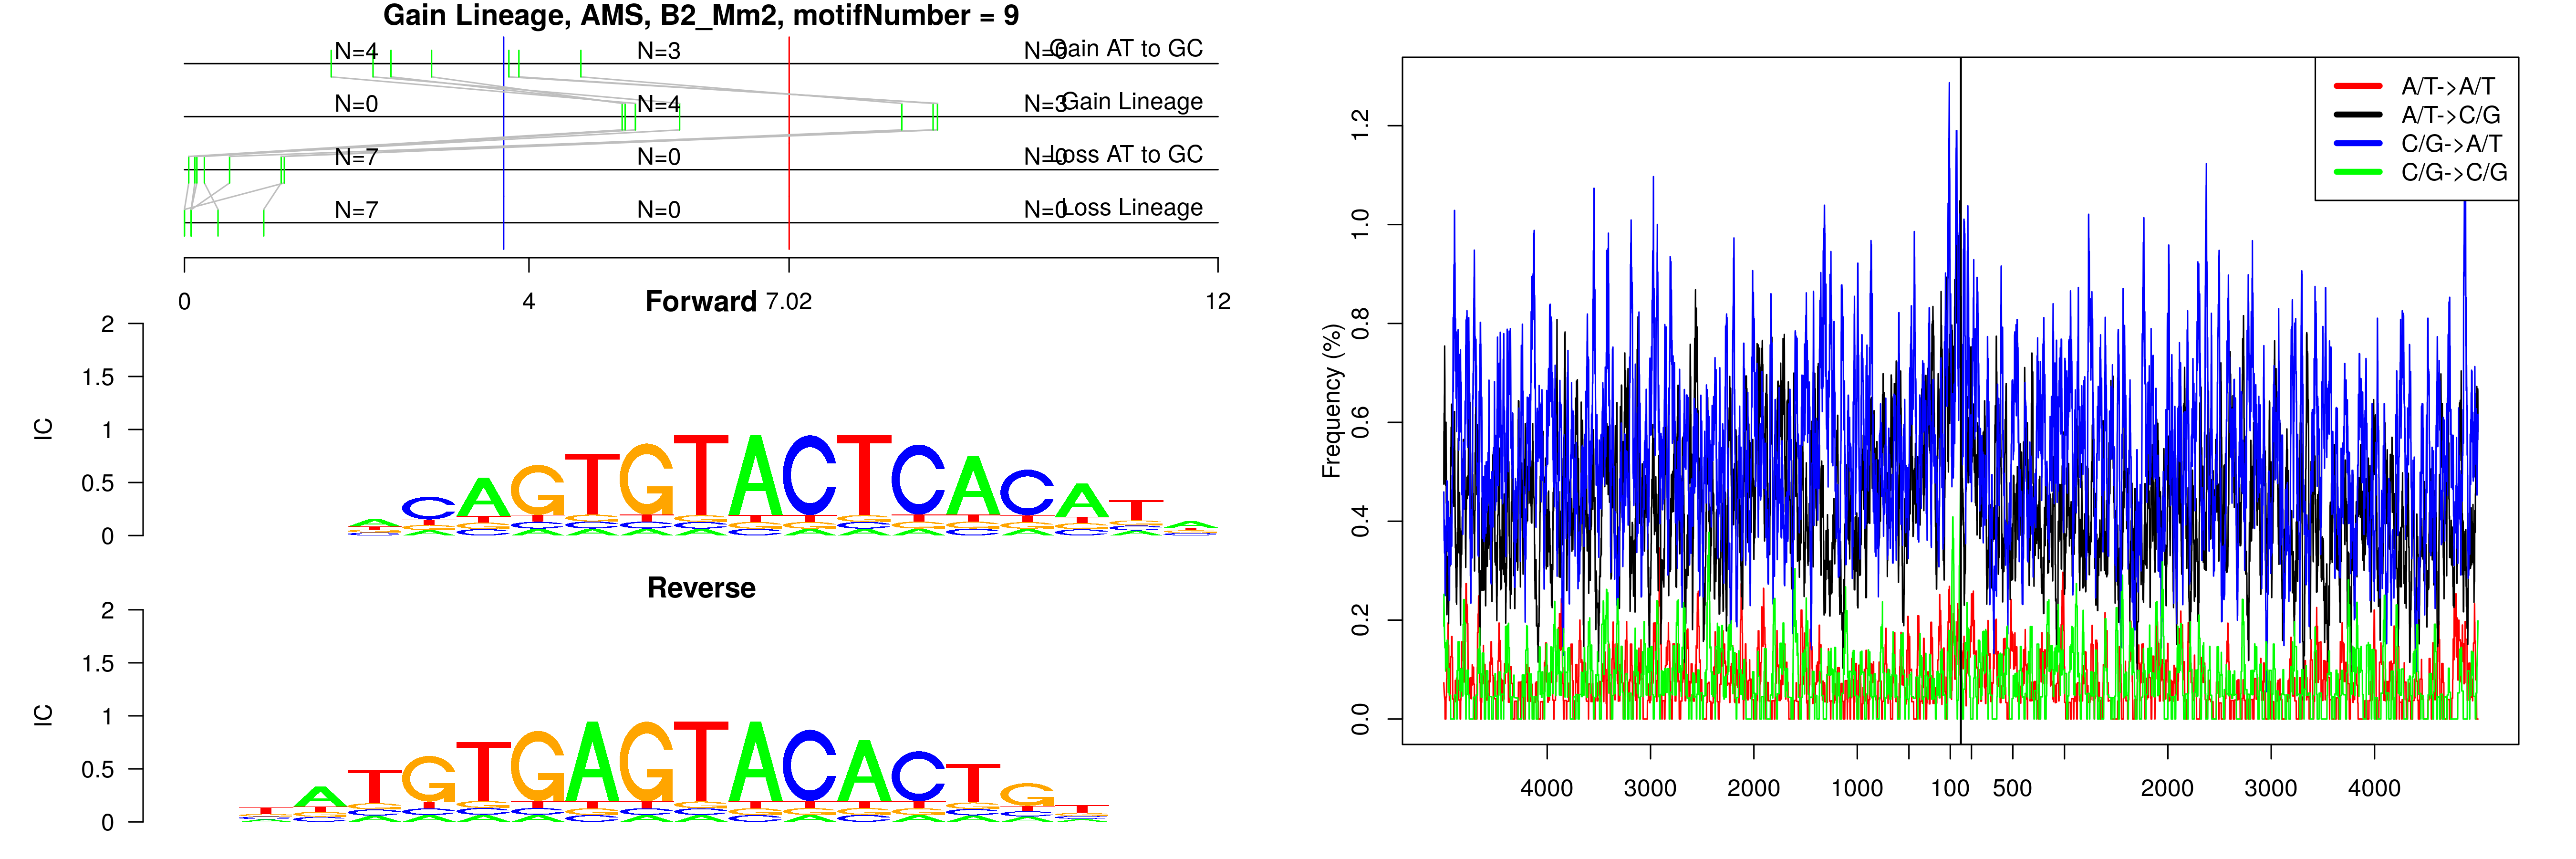 Gain Lineage, AMS, B2_Mm2, motifNumber = 9
N=4 N=3 N=0 Gain AT to GC
N=0 N=4 N=3 Gain Lineage
N=7 N=0 N=0 Loss AT to GC
N=7 N=0 N=0 Loss Lineage
0 4 7.02 12
Forward
IC
2
1.5
1
0.5
0
A C A G T G T A C T C A C A T A
Reverse
IC
2
1.5
1
0.5
0
T A T G T G A G T A C A C T G T
Frequency (%)
1.2
1.0
0.8
0.6
0.4
0.2
0.0
4000 3000 2000 1000 100 500 2000 3000 4000
A/T->A/T
A/T->C/G
C/G->A/T
C/G->C/G